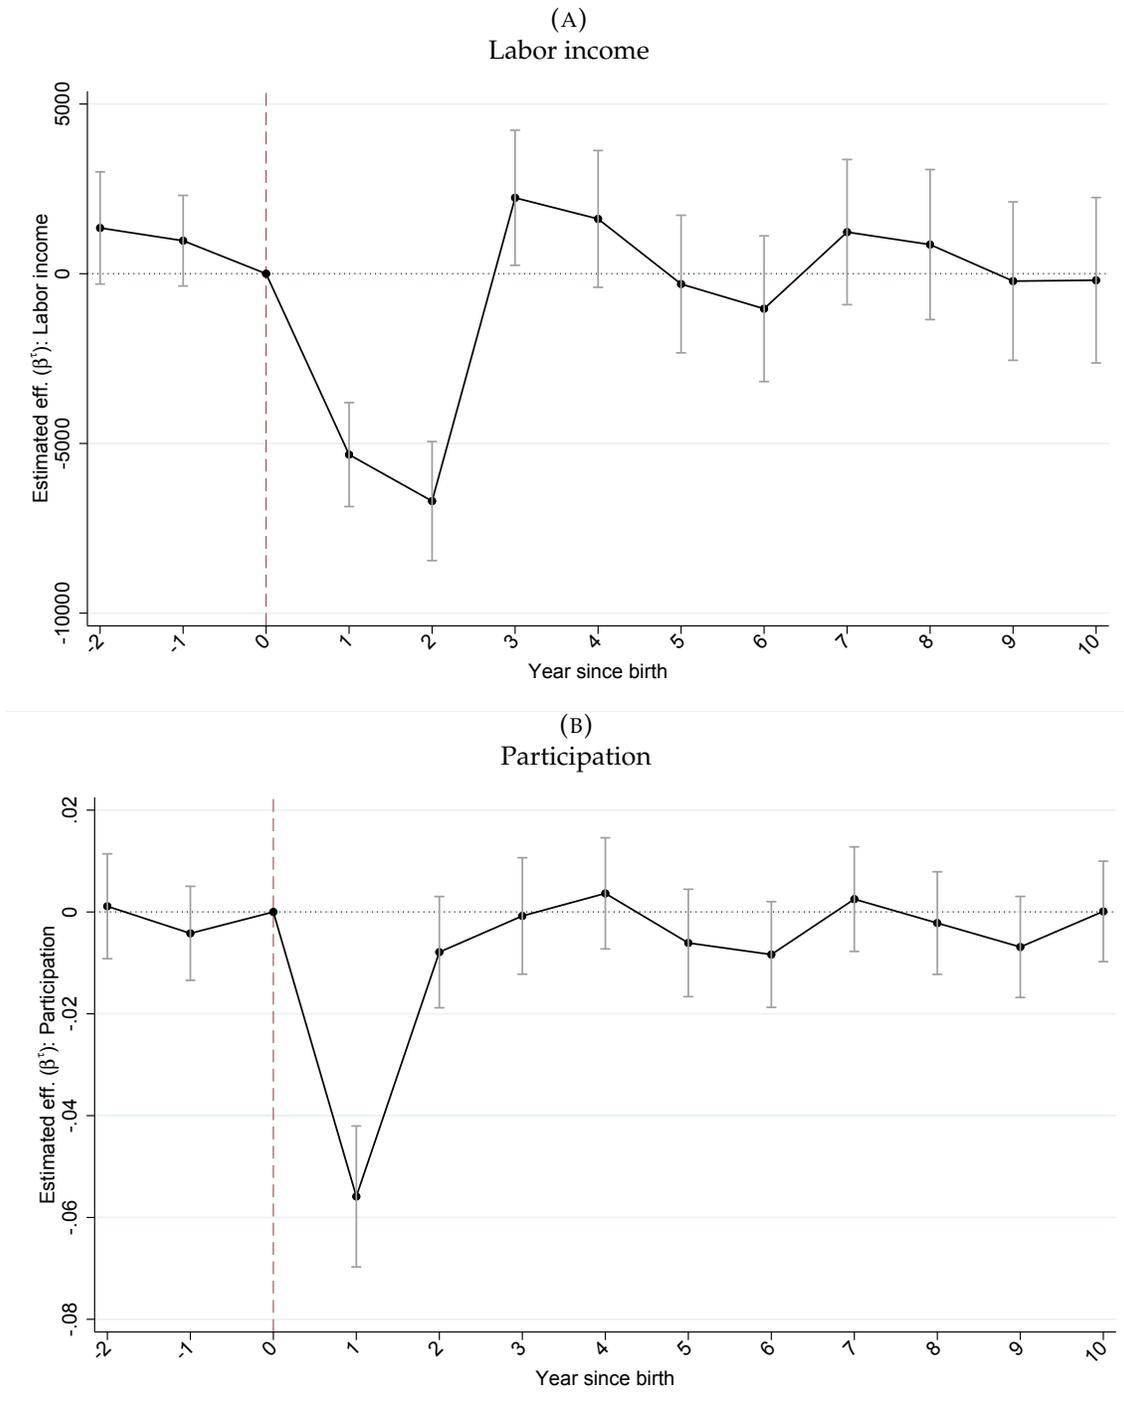 (A)
Labor income
Estimated eff. (βᵗ): Labor income
5000
0
-5000
-10000
-2 -1 0 1 2 3 4 5 6 7 8 9 10
Year since birth
(B)
Participation
Estimated eff. (βᵗ): Participation
.02
0
-.02
-.04
-.06
-.08
-2 -1 0 1 2 3 4 5 6 7 8 9 10
Year since birth